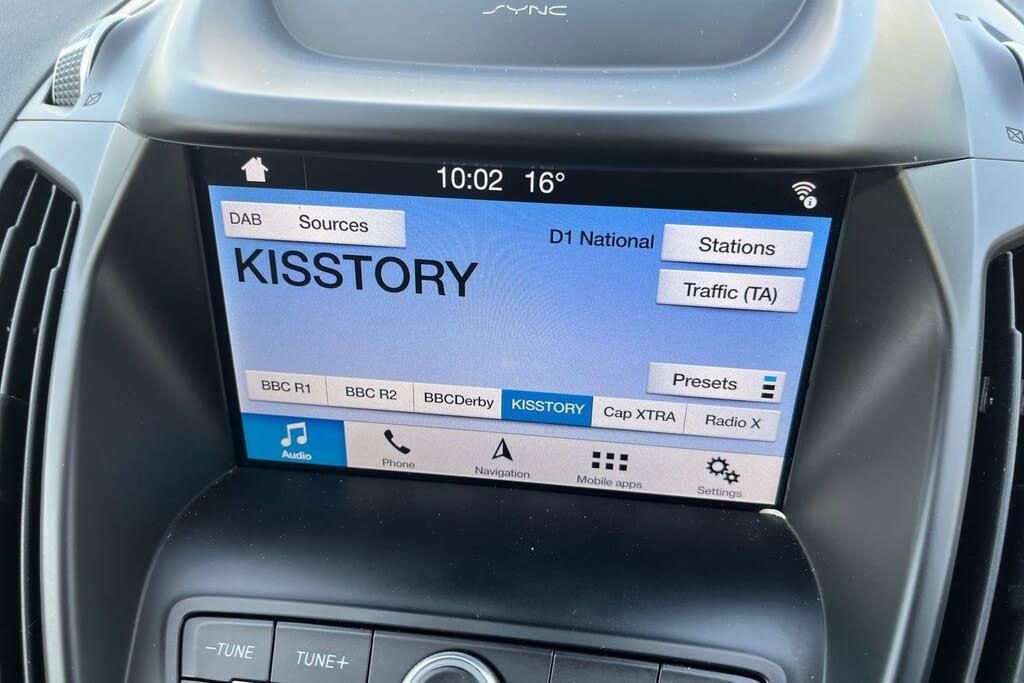 SYNC
10:02 16°
DAB Sources
D1 National
Stations
KISSTORY
Traffic (TA)
Presets
BBC R1
BBC R2
BBCDerby
KISSTORY
Cap XTRA
Radio X
Audio
Phone
Navigation
Mobile apps
Settings
-TUNE
TUNE+